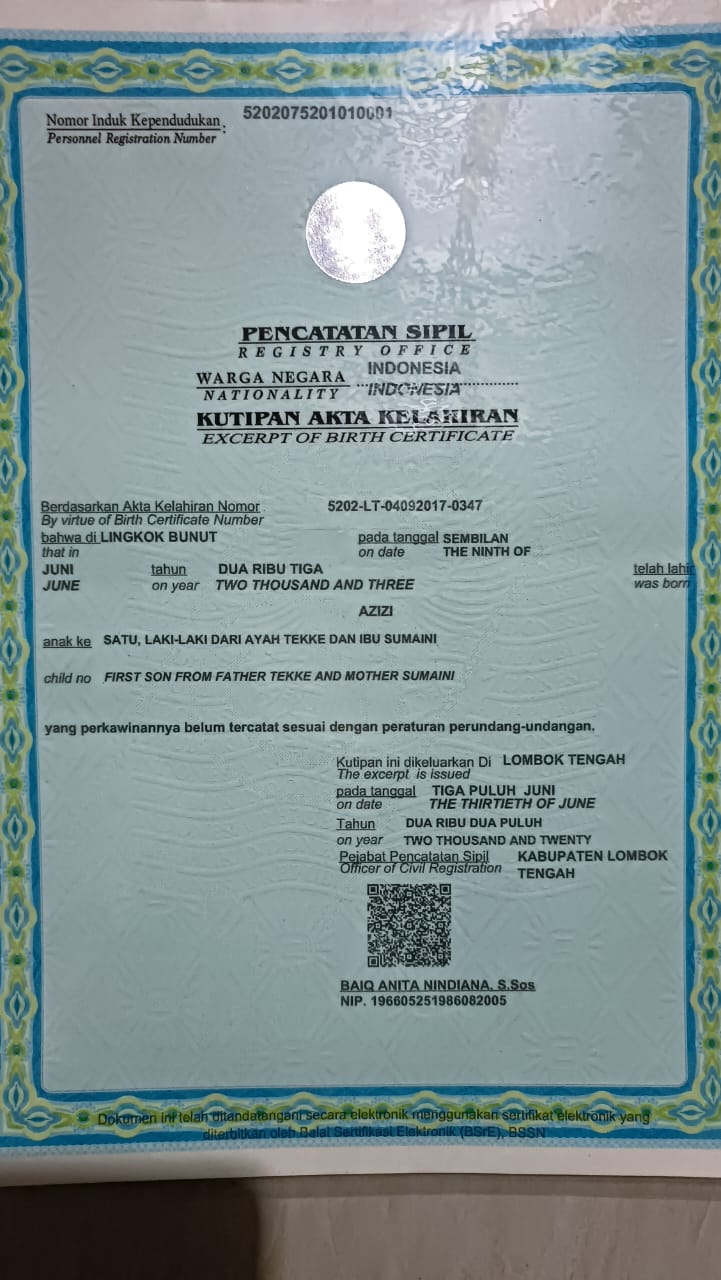 Nomor Induk Kependudukan : 5202075201010001
Personnel Registration Number
PENCATATAN SIPIL
REGISTRY OFFICE
WARGA NEGARA INDONESIA
NATIONALITY INDONESIA
KUTIPAN AKTA KELAHIRAN
EXCERPT OF BIRTH CERTIFICATE
Berdasarkan Akta Kelahiran Nomor 5202-LT-04092017-0347
By virtue of Birth Certificate Number
bahwa di LINGKOK BUNUT pada tanggal SEMBILAN
that in on date THE NINTH OF
JUNI tahun DUA RIBU TIGA telah lahir
JUNE on year TWO THOUSAND AND THREE was born
AZIZI
anak ke SATU, LAKI-LAKI DARI AYAH TEKKE DAN IBU SUMAINI
child no FIRST SON FROM FATHER TEKKE AND MOTHER SUMAINI
yang perkawinannya belum tercatat sesuai dengan peraturan perundang-undangan.
Kutipan ini dikeluarkan Di LOMBOK TENGAH
The excerpt is issued
pada tanggal TIGA PULUH JUNI
on date THE THIRTIETH OF JUNE
Tahun DUA RIBU DUA PULUH
on year TWO THOUSAND AND TWENTY
Pejabat Pencatatan Sipil KABUPATEN LOMBOK
Officer of Civil Registration TENGAH
BAIQ ANITA NINDIANA, S.Sos
NIP. 196605251986082005
Dokumen ini telah ditandatangani secara elektronik menggunakan sertifikat elektronik yang
diterbitkan oleh Balai Sertifikasi Elektronik (BSrE), BSSN